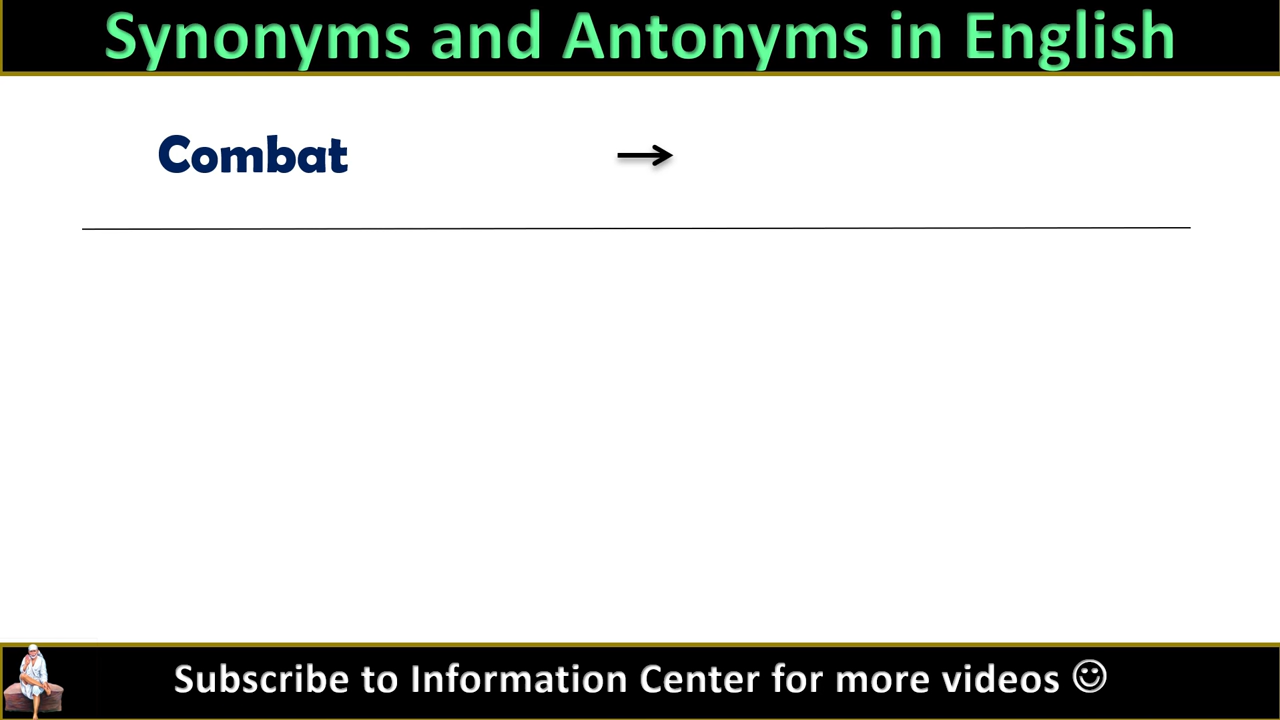 Synonyms and Antonyms in English
Combat →
Subscribe to Information Center for more videos ☺